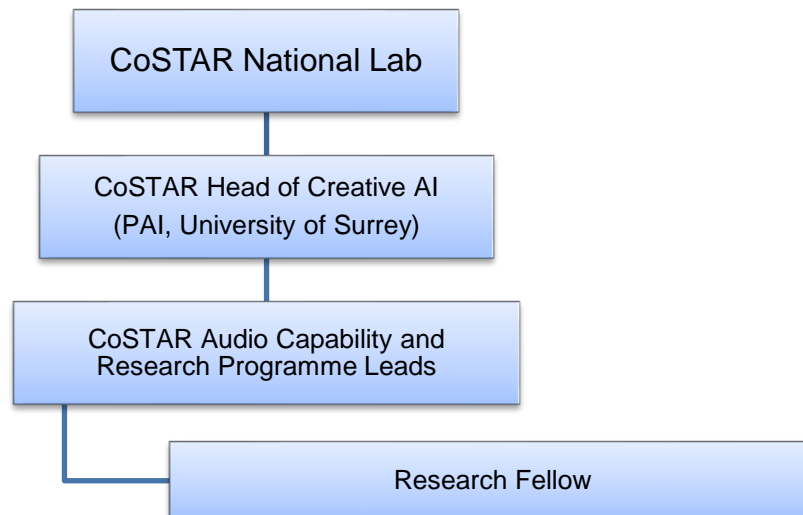 CoSTAR National Lab
CoSTAR Head of Creative AI
(PAI, University of Surrey)
CoSTAR Audio Capability and
Research Programme Leads
Research Fellow